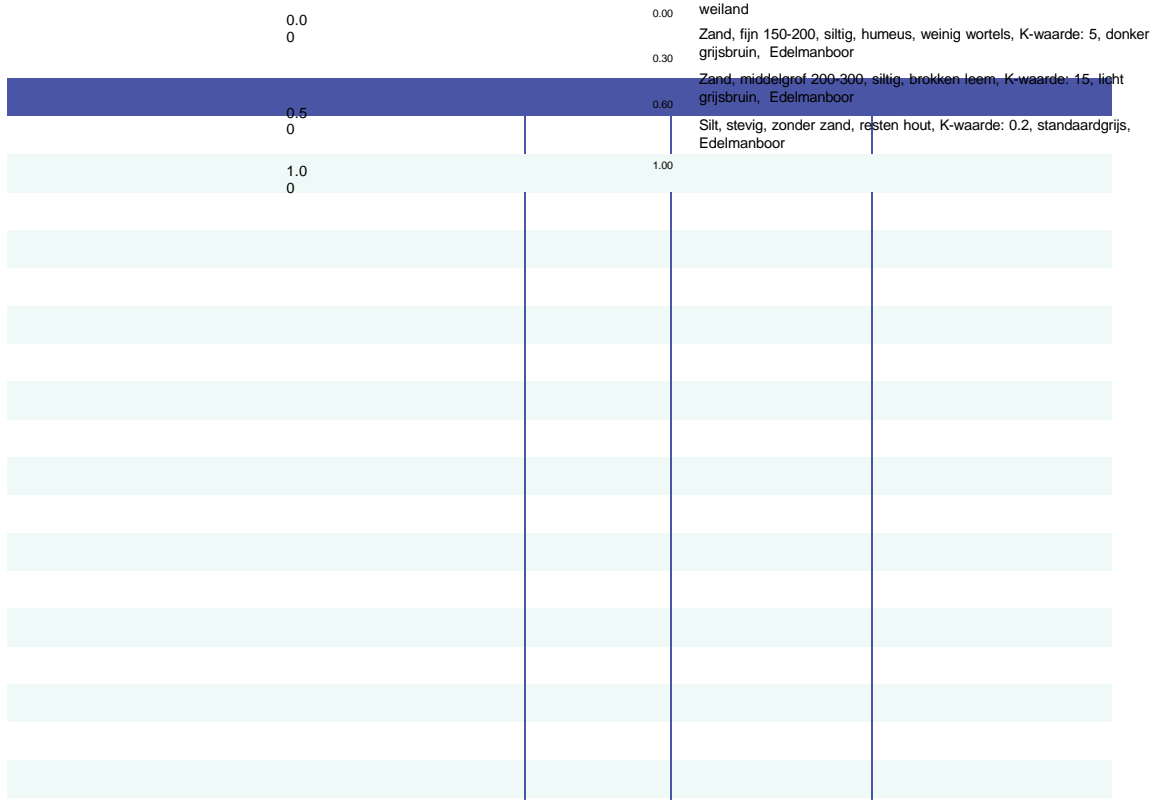 0.0
0
0.5
0
1.0
0
0.00
0.30
0.60
1.00
weiland
Zand, fijn 150-200, siltig, humeus, weinig wortels, K-waarde: 5, donker
grijsbruin, Edelmanboor
Zand, middelgrof 200-300, siltig, brokken leem, K-waarde: 15, licht
grijsbruin, Edelmanboor
Silt, stevig, zonder zand, resten hout, K-waarde: 0.2, standaardgrijs,
Edelmanboor